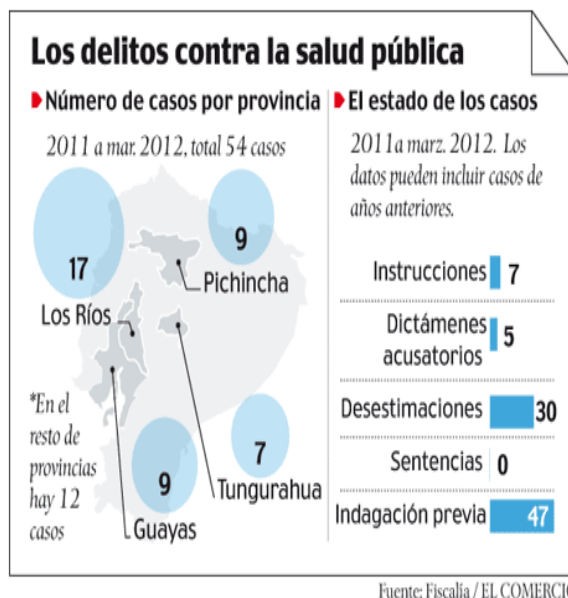 Los delitos contra la salud pública
Número de casos por provincia
2011 a mar. 2012, total 54 casos
17
9
Pichincha
Los Ríos
*En el
resto de
provincias
hay 12
casos
9
Guayas
7
Tungurahua
El estado de los casos
2011 a marz. 2012. Los
datos pueden incluir casos de
años anteriores.
Instrucciones 7
Dictámenes
acusatorios 5
Desestimaciones 30
Sentencias 0
Indagación previa 47
Fuente: Fiscalía / EL COMERCIO